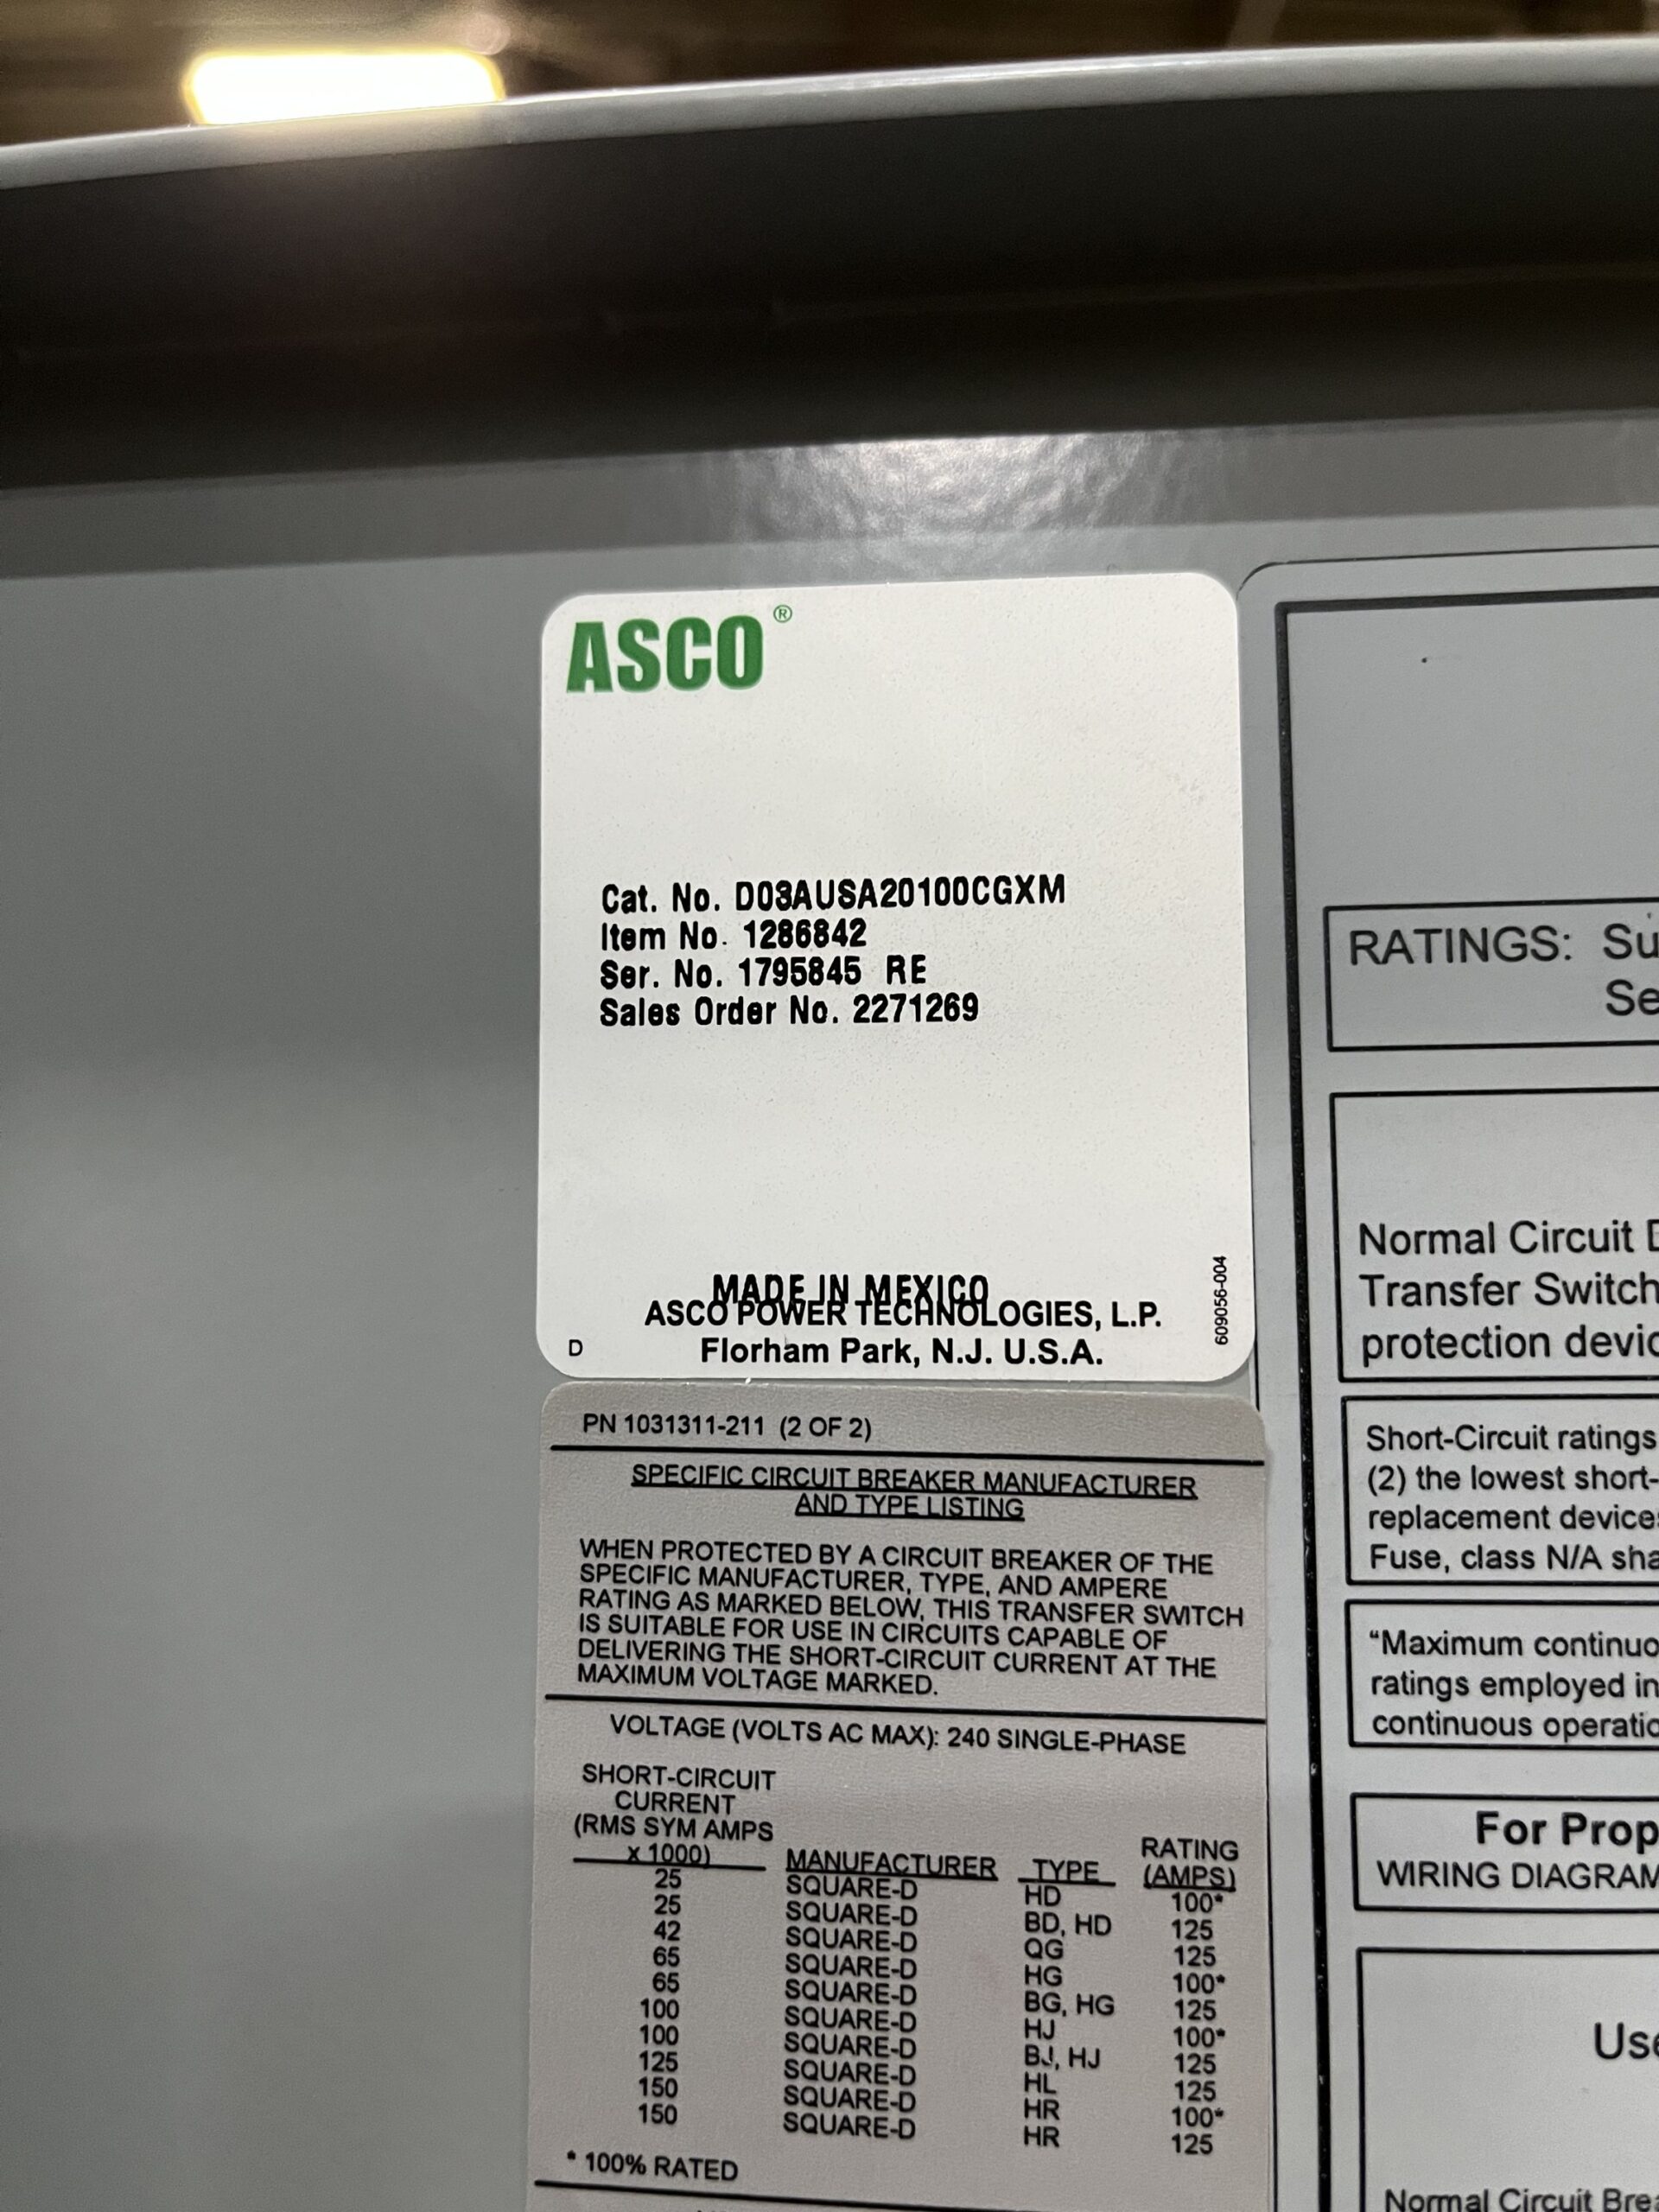 ASCO®
Cat. No. D03AUSA20100CGXM
Item No. 1286842
Ser. No. 1795845 RE
Sales Order No. 2271269
MADE IN MEXICO
ASCO POWER TECHNOLOGIES, L.P.
Florham Park, N.J. U.S.A.
D
609056-004
PN 1031311-211 (2 OF 2)
SPECIFIC CIRCUIT BREAKER MANUFACTURER
AND TYPE LISTING
WHEN PROTECTED BY A CIRCUIT BREAKER OF THE
SPECIFIC MANUFACTURER, TYPE, AND AMPERE
RATING AS MARKED BELOW, THIS TRANSFER SWITCH
IS SUITABLE FOR USE IN CIRCUITS CAPABLE OF
DELIVERING THE SHORT-CIRCUIT CURRENT AT THE
MAXIMUM VOLTAGE MARKED.
VOLTAGE (VOLTS AC MAX): 240 SINGLE-PHASE
SHORT-CIRCUIT
CURRENT
(RMS SYM AMPS
x 1000) MANUFACTURER TYPE RATING (AMPS)
25 SQUARE-D HD 100*
25 SQUARE-D BD, HD 125
42 SQUARE-D QG 125
65 SQUARE-D HG 100*
65 SQUARE-D BG, HG 125
100 SQUARE-D HJ 100*
100 SQUARE-D BJ, HJ 125
125 SQUARE-D HL 125
150 SQUARE-D HR 100*
150 SQUARE-D HR 125
* 100% RATED
RATINGS: Su
Se
Normal Circuit
Transfer Switch
protection devic
Short-Circuit ratings
(2) the lowest short-
replacement device
Fuse, class N/A sha
“Maximum continuo
ratings employed in
continuous operatio
For Prop
WIRING DIAGRAM
Use
Normal Circuit Bre